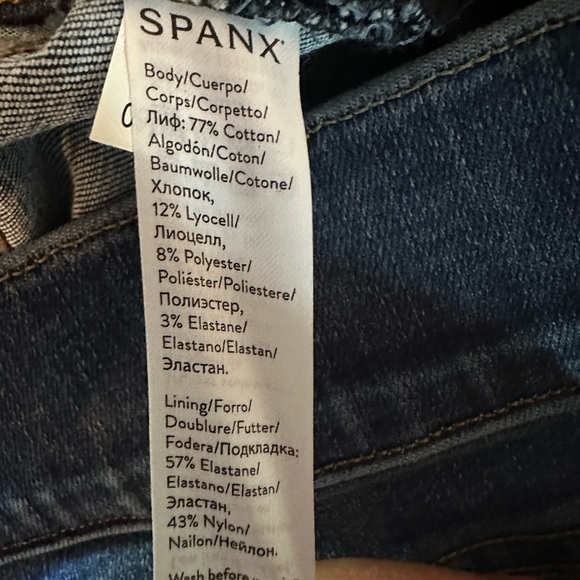 SPANX
Body/Cuerpo/
Corps/Corpetto/
Лиф: 77% Cotton/
Algodón/Coton/
Baumwolle/Cotone/
Хлопок,
12% Lyocell/
Лиоцелл,
8% Polyester/
Poliéster/Poliestere/
Полиэстер,
3% Elastane/
Elastano/Elastan/
Эластан.
Lining/Forro/
Doublure/Futter/
Fodera/Подкладка:
57% Elastane/
Elastano/Elastan/
Эластан,
43% Nylon/
Nailon/Нейлон.
Wash before